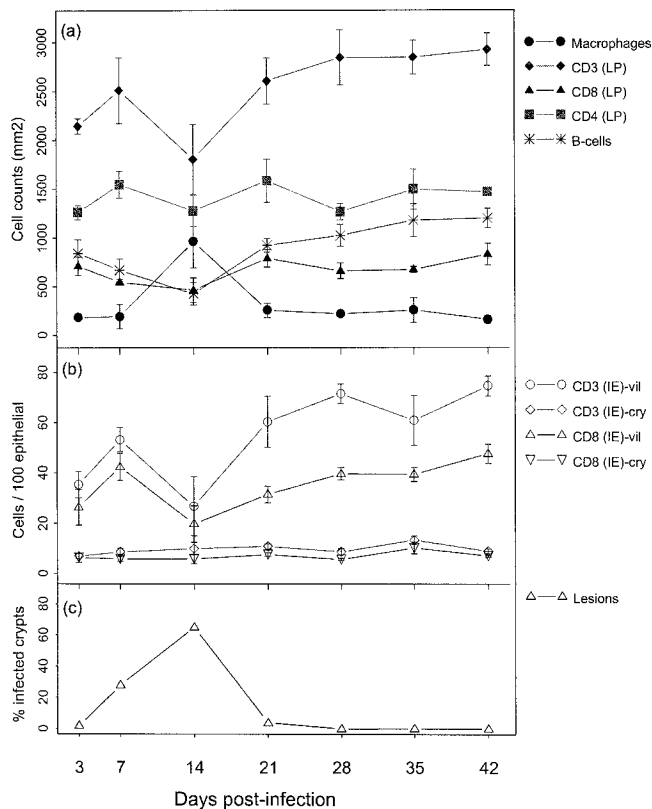 (a)
Cell counts (mm2)
3000
2500
2000
1500
1000
500
0
Macrophages
CD3 (LP)
CD8 (LP)
CD4 (LP)
B-cells
(b)
Cells / 100 epithelial
80
60
40
20
0
CD3 (IE)-vil
CD3 (IE)-cry
CD8 (IE)-vil
CD8 (IE)-cry
(c)
% infected crypts
80
60
40
20
0
Lesions
3 7 14 21 28 35 42
Days post-infection